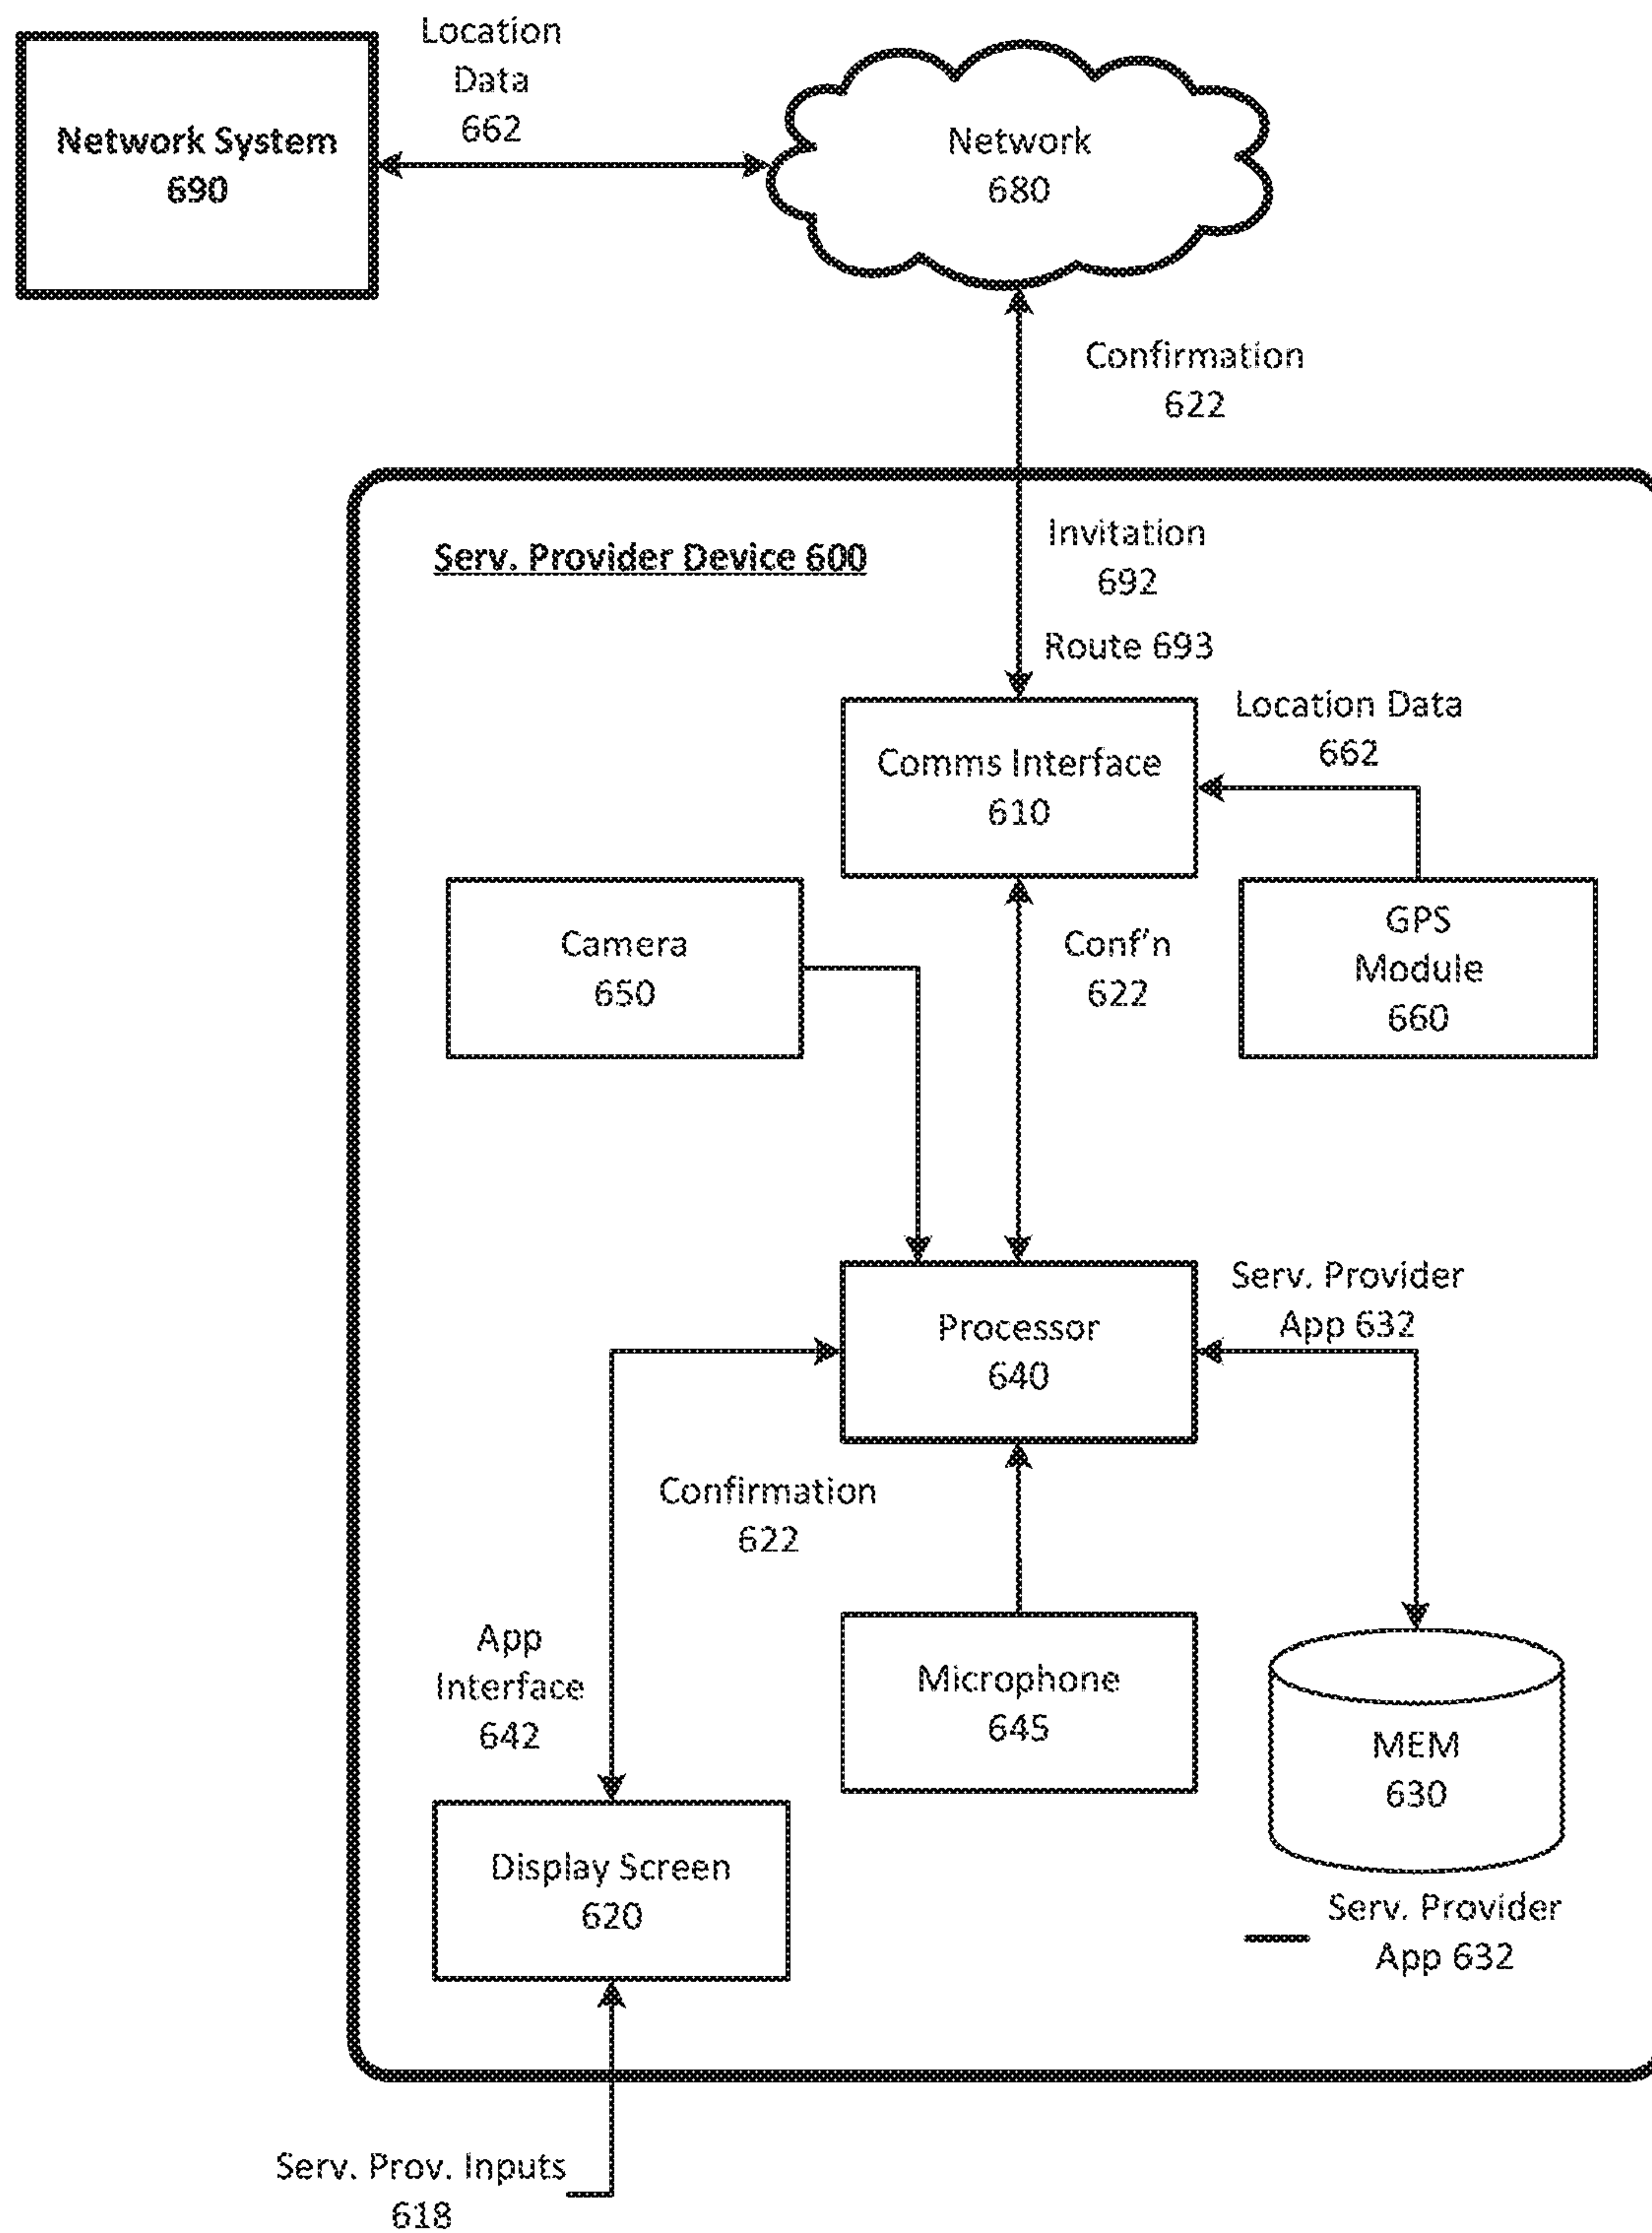 Location
Data
662
Network System
690
Network
680
Confirmation
622
Serv. Provider Device 600
Invitation
692
Route 693
Location Data
662
Comms Interface
610
GPS
Module
660
Camera
650
Conf'n
622
Serv. Provider
App 632
Processor
640
Confirmation
622
App
Interface
642
Microphone
645
MEM
630
Display Screen
620
Serv. Provider
App 632
Serv. Prov. Inputs
618